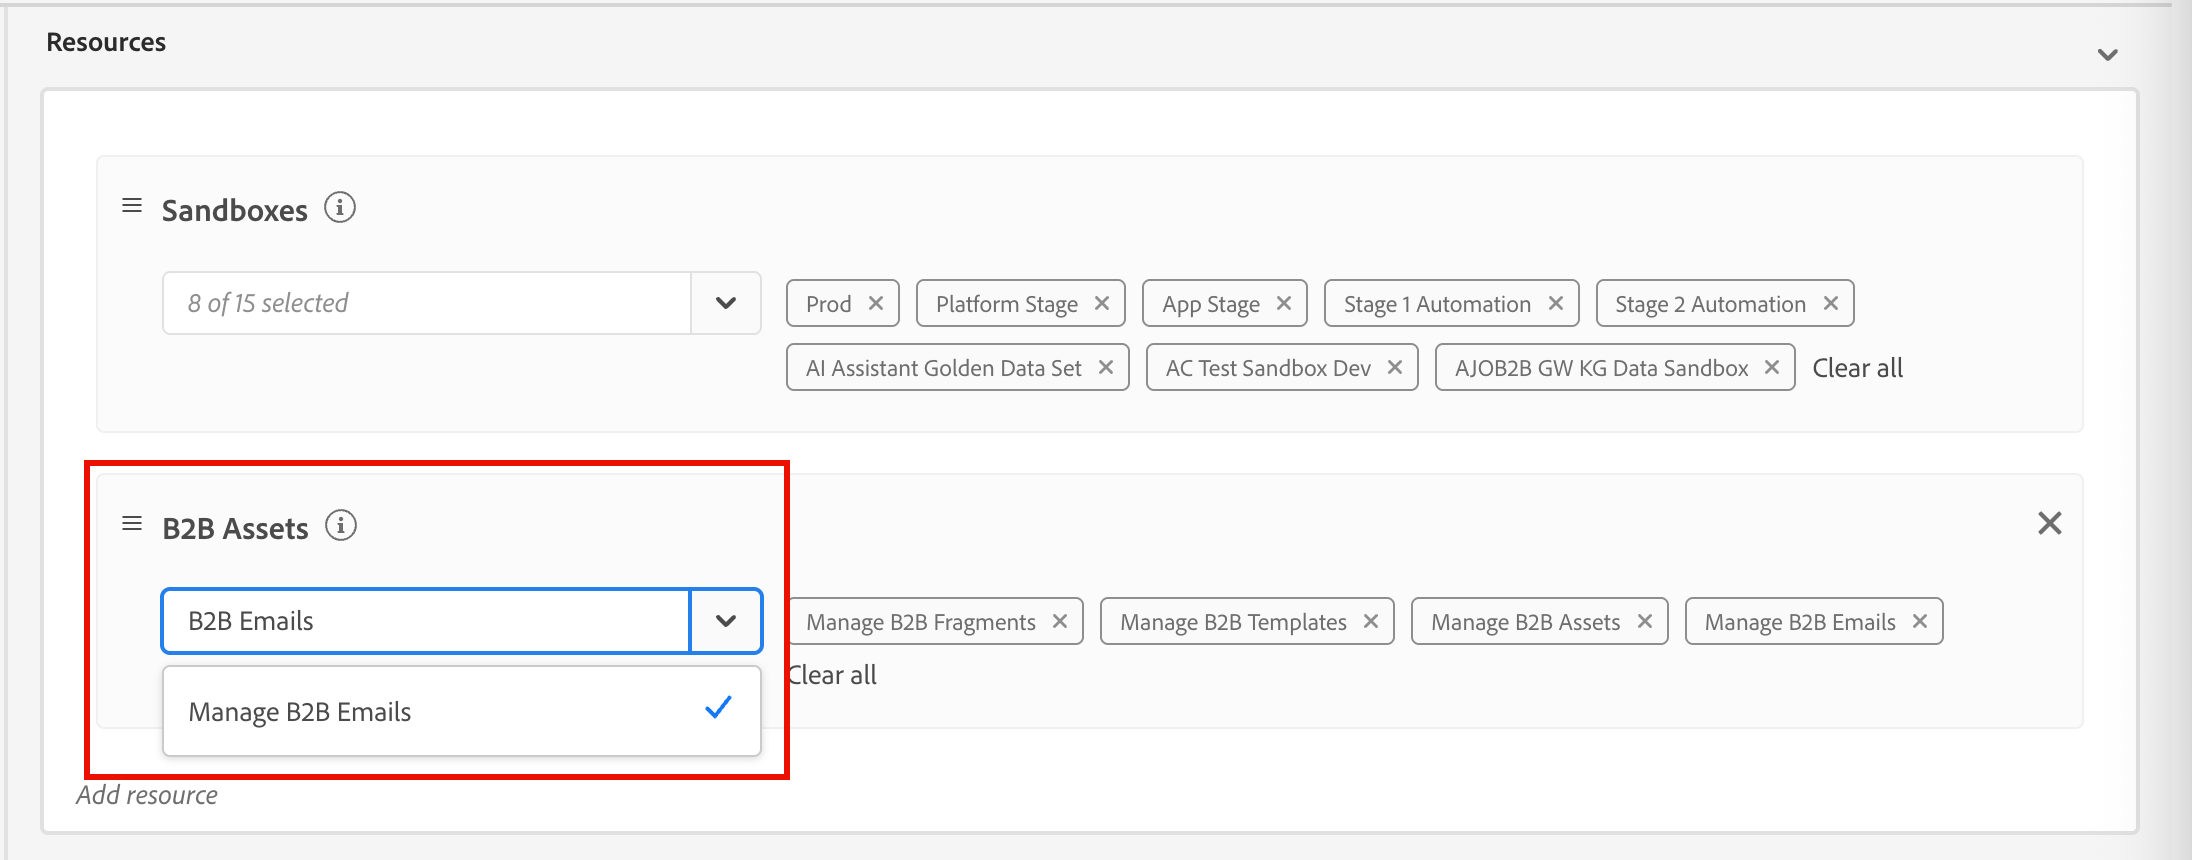 Resources
Sandboxes
8 of 15 selected
Prod
Platform Stage
App Stage
Stage 1 Automation
Stage 2 Automation
AI Assistant Golden Data Set
AC Test Sandbox Dev
AJOB2B GW KG Data Sandbox
Clear all
B2B Assets
B2B Emails
Manage B2B Fragments
Manage B2B Templates
Manage B2B Assets
Manage B2B Emails
Clear all
Manage B2B Emails
Add resource